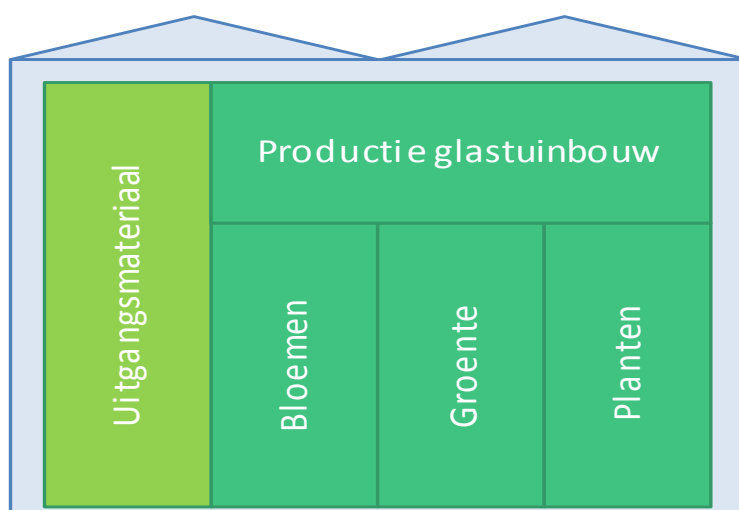 Uitgangsmateriaal
Productie glastuinbouw
Bloemen
Groente
Planten